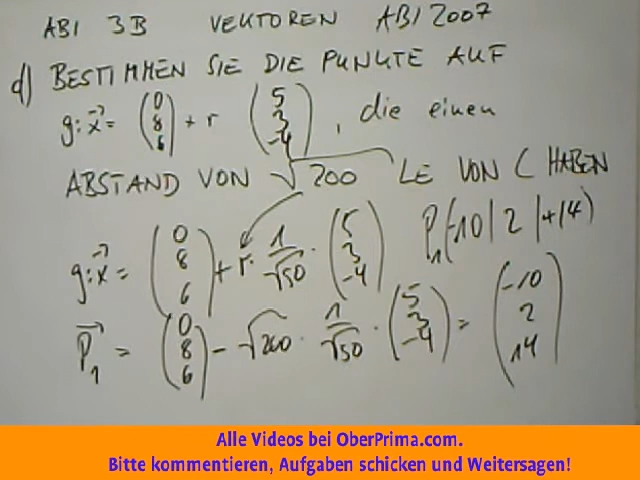 ABI 3B VEKTOREN ABI 2007
d) BESTIMMEN SIE DIE PUNKTE AUF
g: x⃗ = (0 8 6) + r (5 3 -4), die einen
ABSTAND VON √200 LE VON C HABEN
g: x⃗ = (0 8 6) + r · 1/√50 · (5 3 -4) P₁(-10|2|+14)
P⃗₁ = (0 8 6) - √200 · 1/√50 · (5 3 -4) = (-10 2 14)
Alle Videos bei OberPrima.com.
Bitte kommentieren, Aufgaben schicken und Weitersagen!